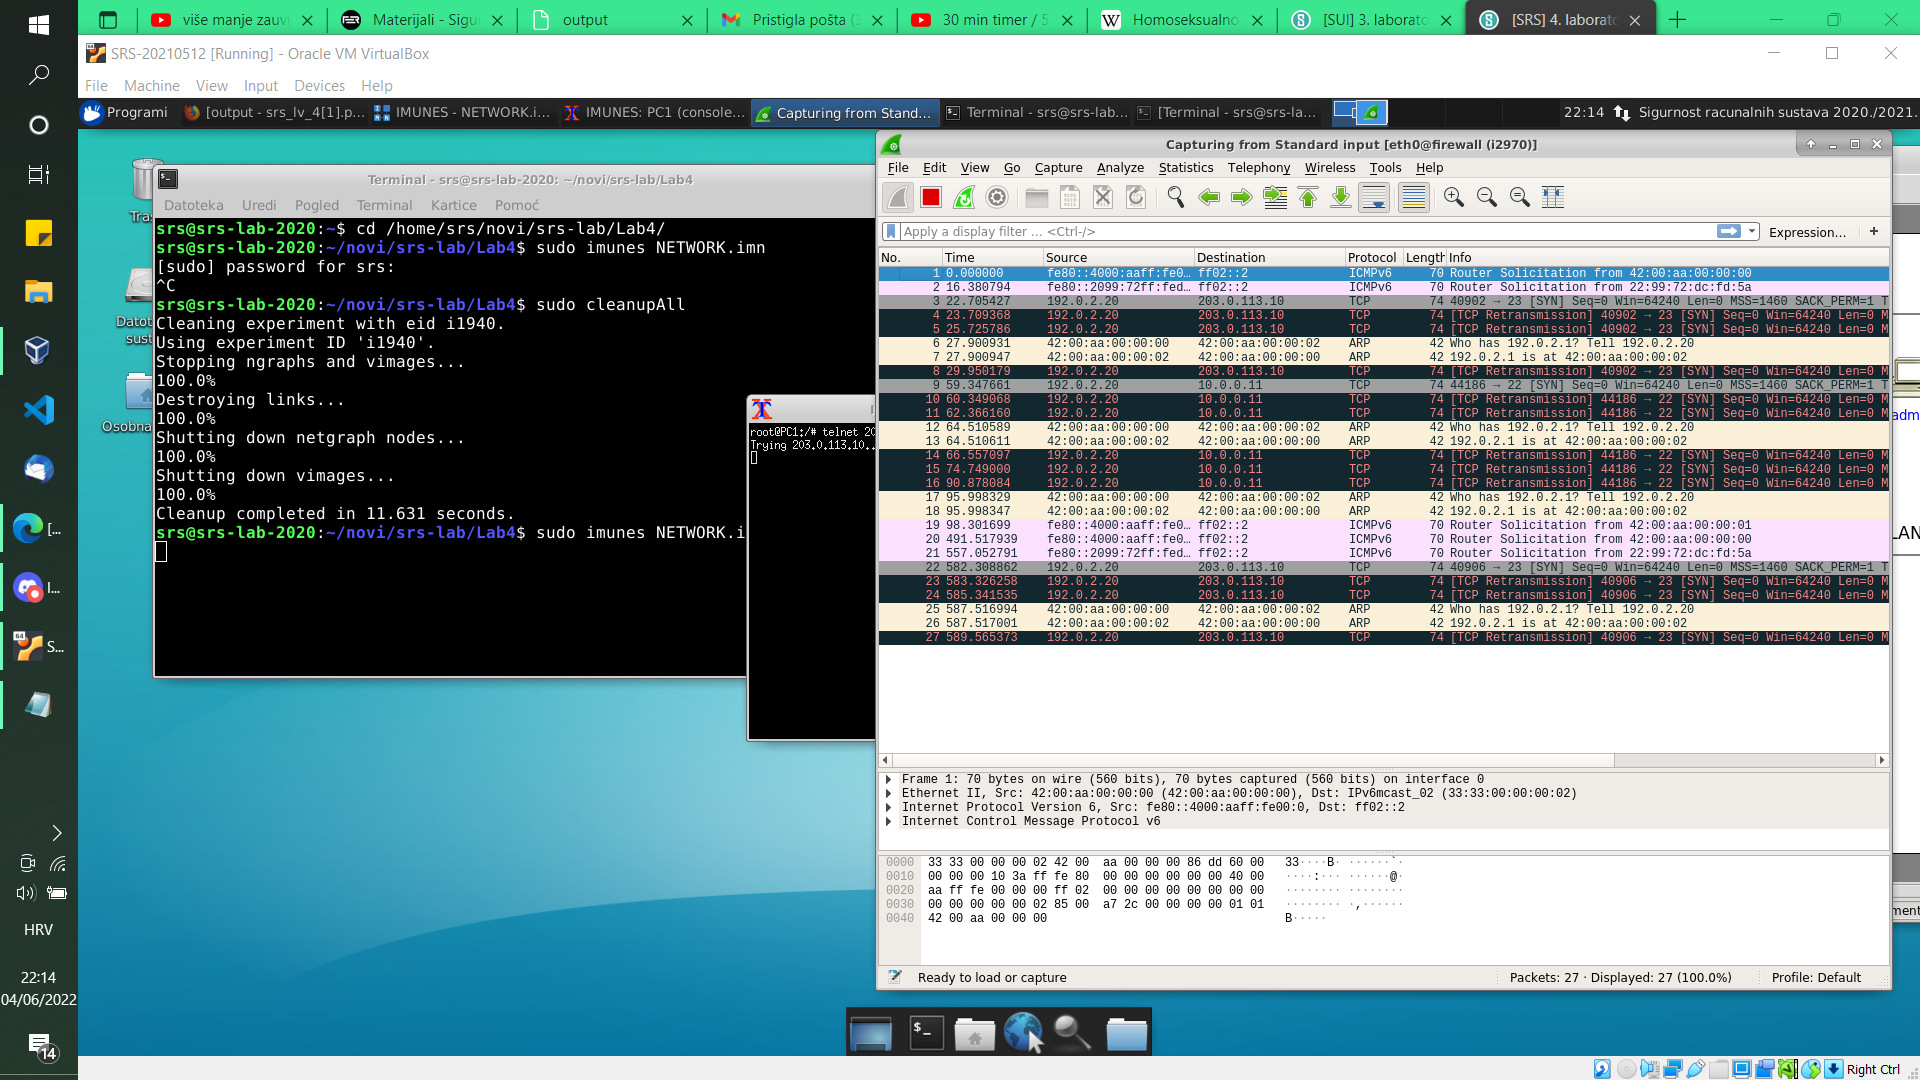 više manje zauvi
Materijali - Sigur
output
Pristigla pošta (3
30 min timer / 5
Homoseksualno
[SUI] 3. laborato
[SRS] 4. laborato
SRS-20210512 [Running] - Oracle VM VirtualBox
File Machine View Input Devices Help
Programi
[output - srs_lv_4[1].p...
IMUNES - NETWORK.i...
IMUNES: PC1 (console...
Capturing from Stand...
Terminal - srs@srs-lab...
[Terminal - srs@srs-la...
22:14 Sigurnost racunalnih sustava 2020./2021.
Terminal - srs@srs-lab-2020: ~/novi/srs-lab/Lab4
Datoteka Uredi Pogled Terminal Kartice Pomoć
srs@srs-lab-2020:~$ cd /home/srs/novi/srs-lab/Lab4/
srs@srs-lab-2020:~/novi/srs-lab/Lab4$ sudo imunes NETWORK.imn
[sudo] password for srs:
^C
srs@srs-lab-2020:~/novi/srs-lab/Lab4$ sudo cleanupAll
Cleaning experiment with eid i1940.
Using experiment ID 'i1940'.
Stopping ngraphs and vimages...
100.0%
Destroying links...
100.0%
Shutting down netgraph nodes...
100.0%
Shutting down vimages...
100.0%
Cleanup completed in 11.631 seconds.
srs@srs-lab-2020:~/novi/srs-lab/Lab4$ sudo imunes NETWORK.i
root@PC1:/# telnet 20
Trying 203.0.113.10..
Capturing from Standard input [eth0@firewall (i2970)]
File Edit View Go Capture Analyze Statistics Telephony Wireless Tools Help
Apply a display filter ... <Ctrl-/>
Expression... +
No. Time Source Destination Protocol Length Info
1 0.000000 fe80::4000:aaff:fe0... ff02::2 ICMPv6 70 Router Solicitation from 42:00:aa:00:00:00
2 16.380794 fe80::2099:72ff:fed... ff02::2 ICMPv6 70 Router Solicitation from 22:99:72:dc:fd:5a
3 22.705427 192.0.2.20 203.0.113.10 TCP 74 40902 → 23 [SYN] Seq=0 Win=64240 Len=0 MSS=1460 SACK_PERM=1 T
4 23.709368 192.0.2.20 203.0.113.10 TCP 74 [TCP Retransmission] 40902 → 23 [SYN] Seq=0 Win=64240 Len=0 M
5 25.725786 192.0.2.20 203.0.113.10 TCP 74 [TCP Retransmission] 40902 → 23 [SYN] Seq=0 Win=64240 Len=0 M
6 27.900931 42:00:aa:00:00:00 42:00:aa:00:00:02 ARP 42 Who has 192.0.2.1? Tell 192.0.2.20
7 27.900947 42:00:aa:00:00:02 42:00:aa:00:00:00 ARP 42 192.0.2.1 is at 42:00:aa:00:00:02
8 29.950179 192.0.2.20 203.0.113.10 TCP 74 [TCP Retransmission] 40902 → 23 [SYN] Seq=0 Win=64240 Len=0 M
9 59.347661 192.0.2.20 10.0.0.11 TCP 74 44186 → 22 [SYN] Seq=0 Win=64240 Len=0 MSS=1460 SACK_PERM=1 T
10 60.349068 192.0.2.20 10.0.0.11 TCP 74 [TCP Retransmission] 44186 → 22 [SYN] Seq=0 Win=64240 Len=0 M
11 62.366160 192.0.2.20 10.0.0.11 TCP 74 [TCP Retransmission] 44186 → 22 [SYN] Seq=0 Win=64240 Len=0 M
12 64.510589 42:00:aa:00:00:00 42:00:aa:00:00:02 ARP 42 Who has 192.0.2.1? Tell 192.0.2.20
13 64.510611 42:00:aa:00:00:02 42:00:aa:00:00:00 ARP 42 192.0.2.1 is at 42:00:aa:00:00:02
14 66.557097 192.0.2.20 10.0.0.11 TCP 74 [TCP Retransmission] 44186 → 22 [SYN] Seq=0 Win=64240 Len=0 M
15 74.749000 192.0.2.20 10.0.0.11 TCP 74 [TCP Retransmission] 44186 → 22 [SYN] Seq=0 Win=64240 Len=0 M
16 90.878084 192.0.2.20 10.0.0.11 TCP 74 [TCP Retransmission] 44186 → 22 [SYN] Seq=0 Win=64240 Len=0 M
17 95.998329 42:00:aa:00:00:00 42:00:aa:00:00:02 ARP 42 Who has 192.0.2.1? Tell 192.0.2.20
18 95.998347 42:00:aa:00:00:02 42:00:aa:00:00:00 ARP 42 192.0.2.1 is at 42:00:aa:00:00:02
19 98.301699 fe80::4000:aaff:fe0... ff02::2 ICMPv6 70 Router Solicitation from 42:00:aa:00:00:01
20 491.517939 fe80::4000:aaff:fe0... ff02::2 ICMPv6 70 Router Solicitation from 42:00:aa:00:00:00
21 557.052791 fe80::2099:72ff:fed... ff02::2 ICMPv6 70 Router Solicitation from 22:99:72:dc:fd:5a
22 582.308862 192.0.2.20 203.0.113.10 TCP 74 40906 → 23 [SYN] Seq=0 Win=64240 Len=0 MSS=1460 SACK_PERM=1 T
23 583.326258 192.0.2.20 203.0.113.10 TCP 74 [TCP Retransmission] 40906 → 23 [SYN] Seq=0 Win=64240 Len=0 M
24 585.341535 192.0.2.20 203.0.113.10 TCP 74 [TCP Retransmission] 40906 → 23 [SYN] Seq=0 Win=64240 Len=0 M
25 587.516994 42:00:aa:00:00:00 42:00:aa:00:00:02 ARP 42 Who has 192.0.2.1? Tell 192.0.2.20
26 587.517001 42:00:aa:00:00:02 42:00:aa:00:00:00 ARP 42 192.0.2.1 is at 42:00:aa:00:00:02
27 589.565373 192.0.2.20 203.0.113.10 TCP 74 [TCP Retransmission] 40906 → 23 [SYN] Seq=0 Win=64240 Len=0 M
Frame 1: 70 bytes on wire (560 bits), 70 bytes captured (560 bits) on interface 0
Ethernet II, Src: 42:00:aa:00:00:00 (42:00:aa:00:00:00), Dst: IPv6mcast_02 (33:33:00:00:00:02)
Internet Protocol Version 6, Src: fe80::4000:aaff:fe00:0, Dst: ff02::2
Internet Control Message Protocol v6
0000 33 33 00 00 00 02 42 00 aa 00 00 00 86 dd 60 00 33····B· ······`·
0010 00 00 00 10 3a ff fe 80 00 00 00 00 00 00 40 00 ····:··· ······@·
0020 aa ff fe 00 00 00 ff 02 00 00 00 00 00 00 00 00 ········ ········
0030 00 00 00 00 00 02 85 00 a7 2c 00 00 00 00 01 01 ········ ·,······
0040 42 00 aa 00 00 00 B·····
Ready to load or capture
Packets: 27 · Displayed: 27 (100.0%)
Profile: Default
Tras
Datot
sust
Osobna
adm
LAN
ment
[...
I...
S...
HRV
22:14
04/06/2022
14
Right Ctrl